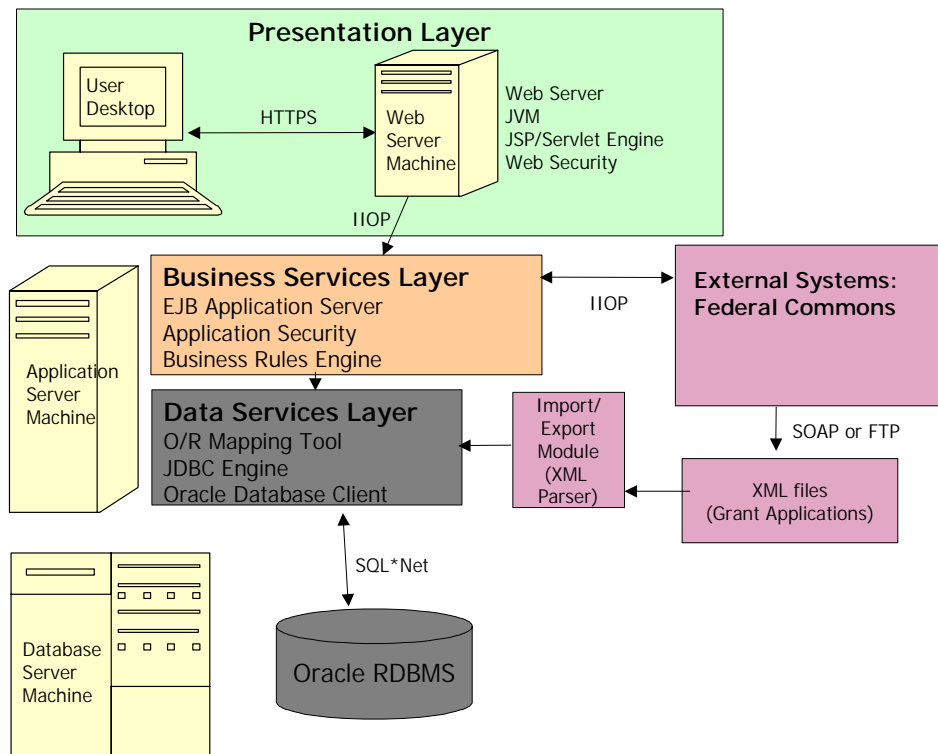 Presentation Layer
User
Desktop
HTTPS
Web
Server
Machine
Web Server
JVM
JSP/Servlet Engine
Web Security
IIOP
Business Services Layer
EJB Application Server
Application Security
Business Rules Engine
IIOP
External Systems:
Federal Commons
Application
Server
Machine
Data Services Layer
O/R Mapping Tool
JDBC Engine
Oracle Database Client
Import/
Export
Module
(XML
Parser)
SOAP or FTP
XML files
(Grant Applications)
SQL*Net
Database
Server
Machine
Oracle RDBMS